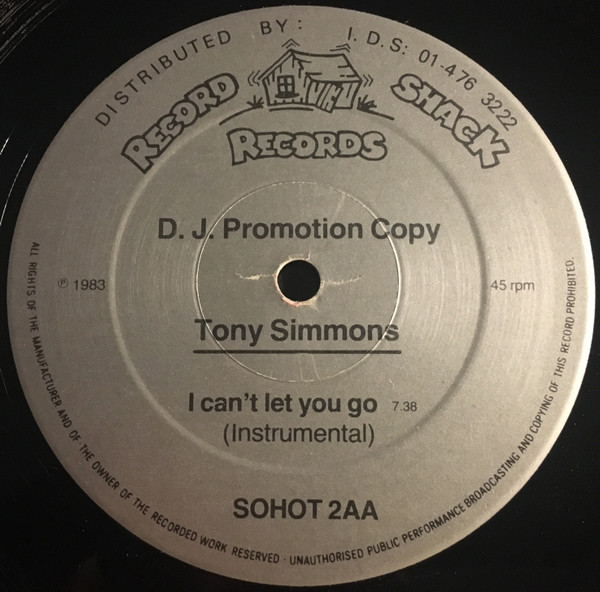 DISTRIBUTED BY: I. D. S: 01-476 3222
RECORD SHACK
RECORDS
D. J. Promotion Copy
℗ 1983
45 rpm
Tony Simmons
I can't let you go 7.38
(Instrumental)
SOHOT 2AA
ALL RIGHTS OF THE MANUFACTURER AND OF THE OWNER OF THE RECORDED WORK RESERVED · UNAUTHORISED PUBLIC PERFORMANCE BROADCASTING AND COPYING OF THIS RECORD PROHIBITED.